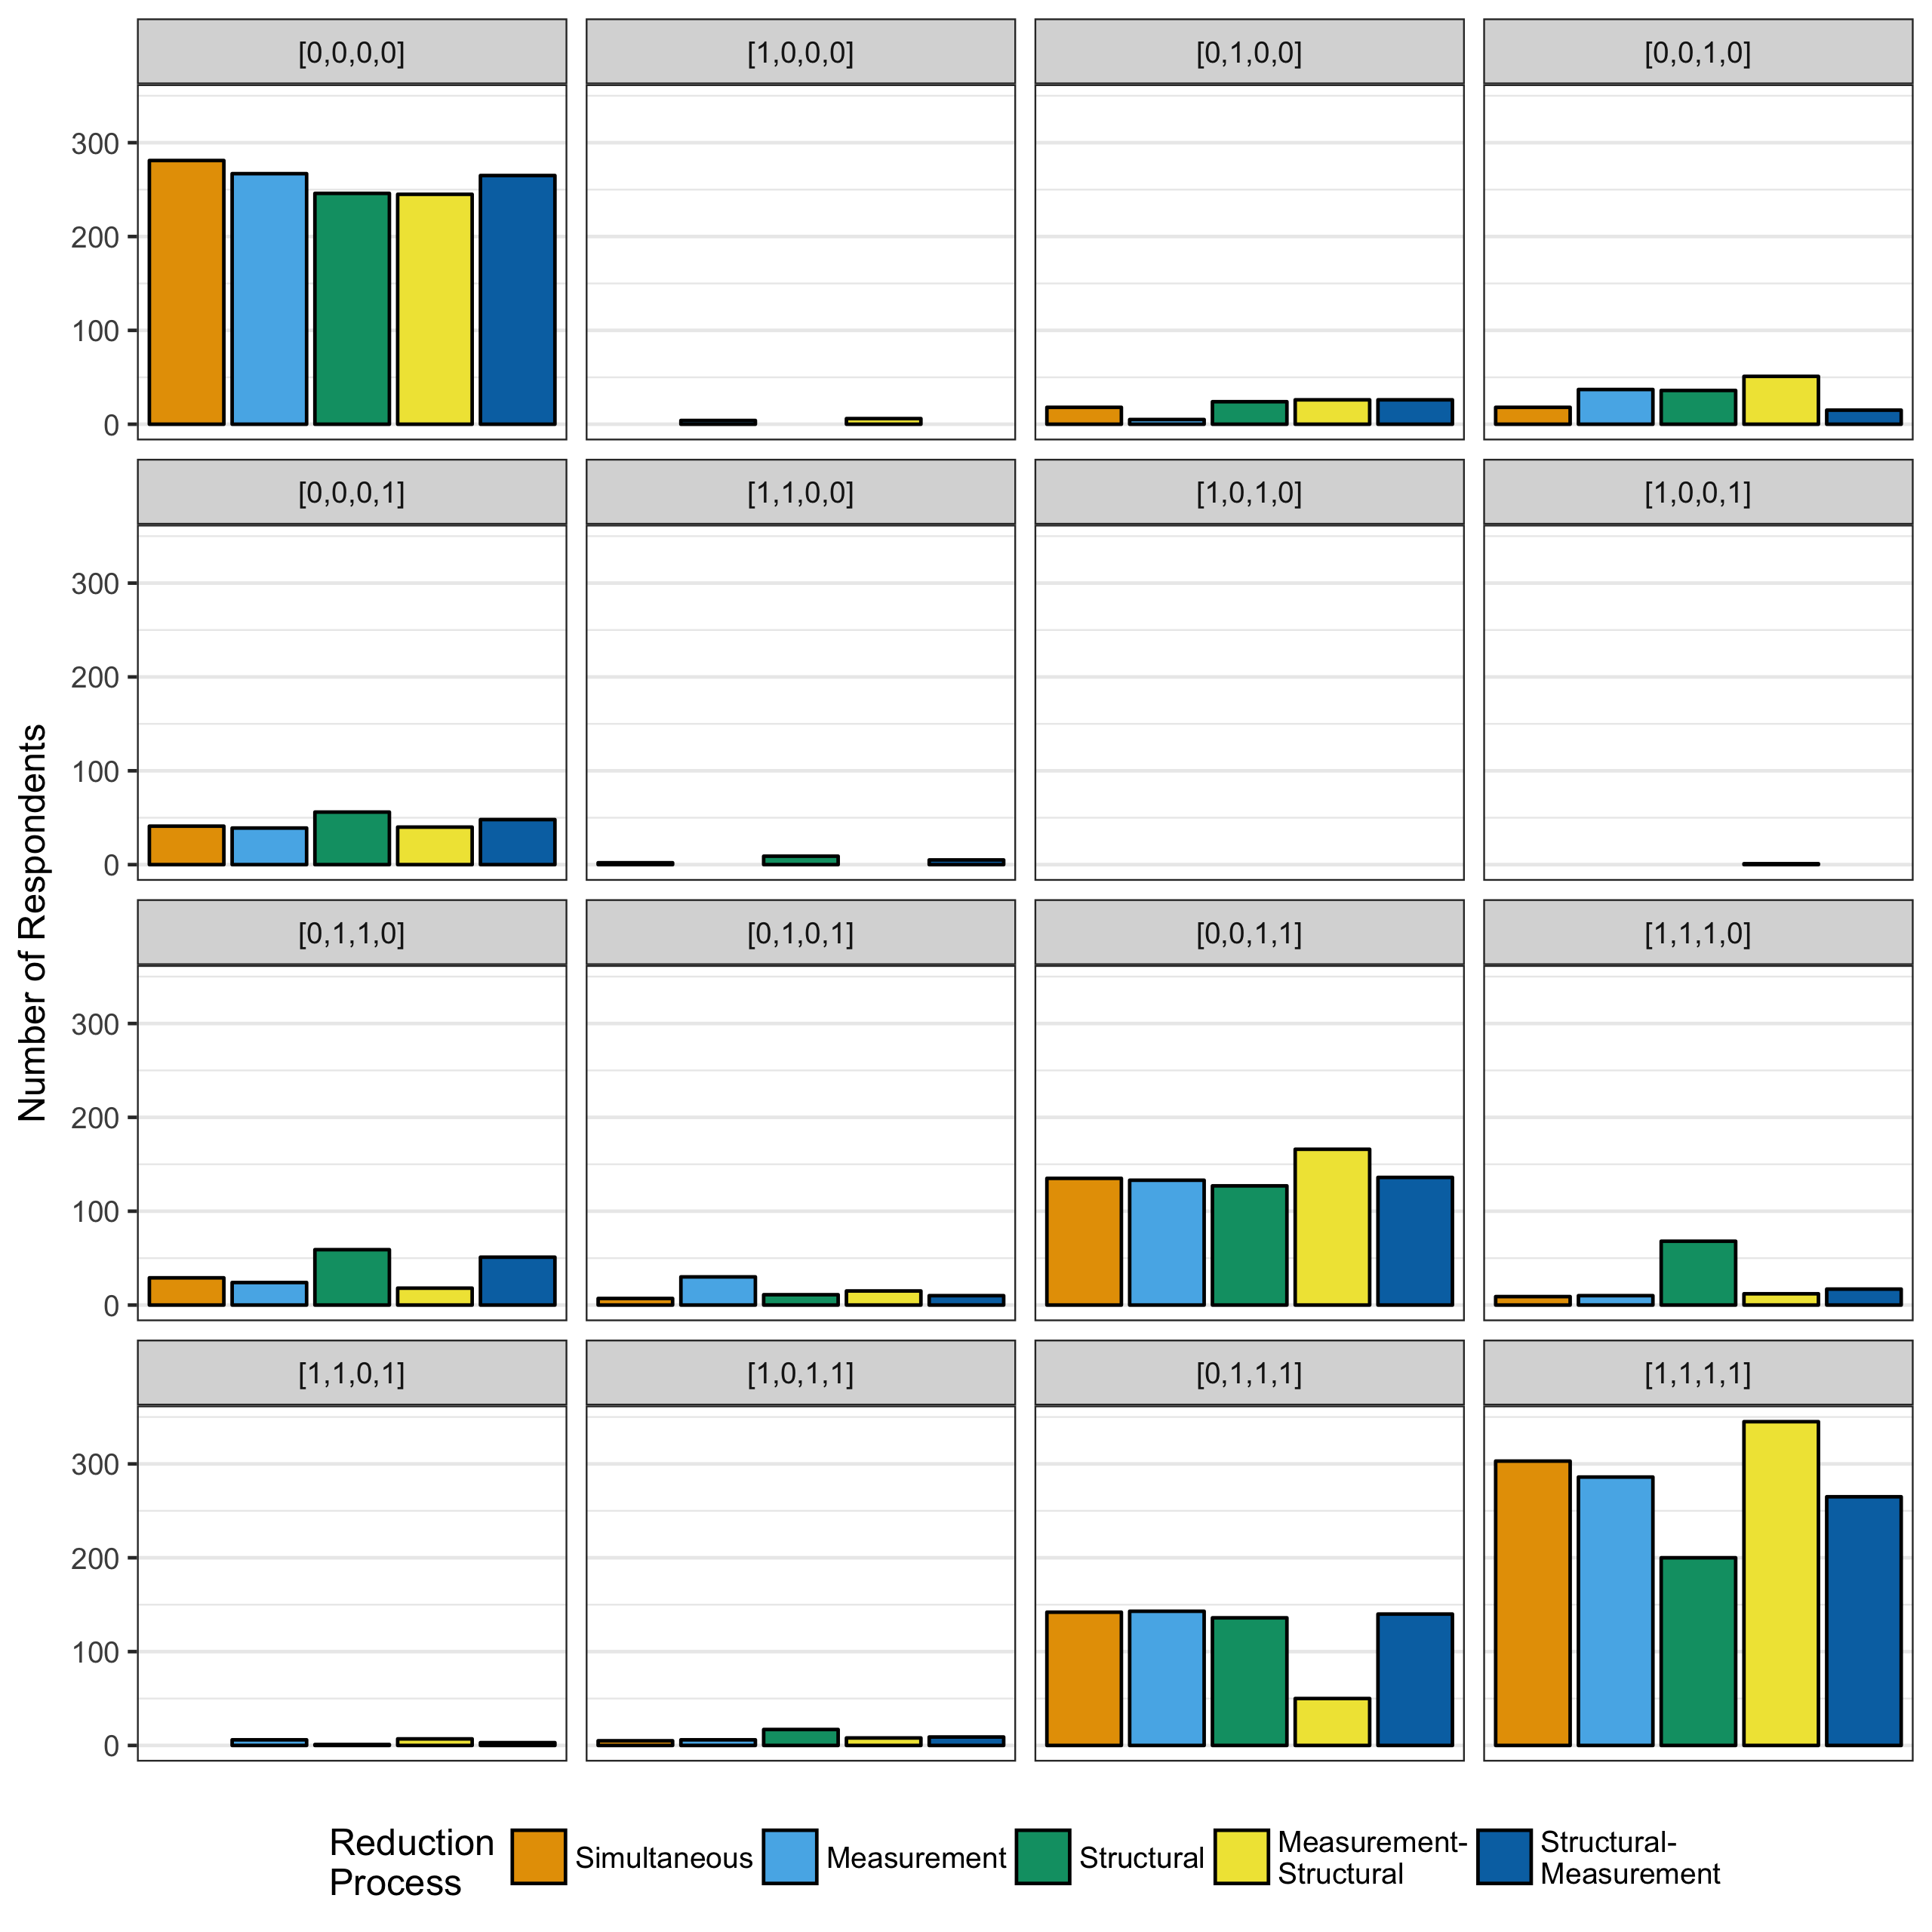 [0,0,0,0] [1,0,0,0] [0,1,0,0] [0,0,1,0]
300
200
100
0
[0,0,0,1] [1,1,0,0] [1,0,1,0] [1,0,0,1]
300
200
100
0
Number of Respondents
[0,1,1,0] [0,1,0,1] [0,0,1,1] [1,1,1,0]
300
200
100
0
[1,1,0,1] [1,0,1,1] [0,1,1,1] [1,1,1,1]
300
200
100
0
Reduction
Process
Simultaneous
Measurement
Structural
Measurement-
Structural
Structural-
Measurement